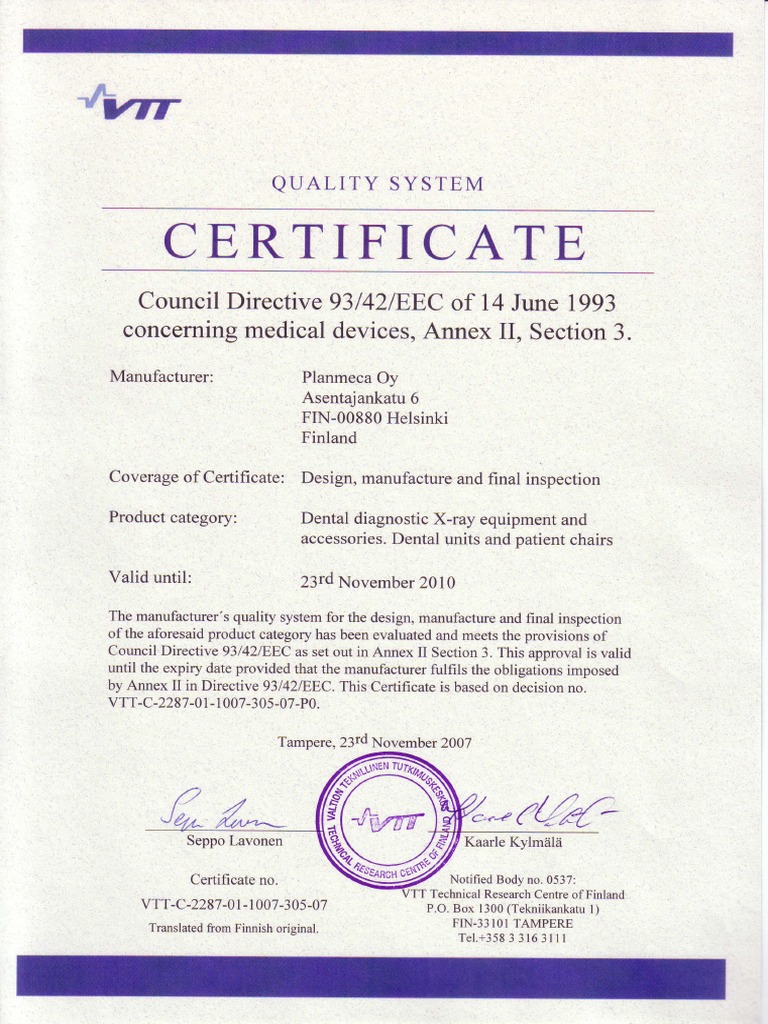 VTT
QUALITY SYSTEM
CERTIFICATE
Council Directive 93/42/EEC of 14 June 1993
concerning medical devices, Annex II, Section 3.
Manufacturer: Planmeca Oy
Asentajankatu 6
FIN-00880 Helsinki
Finland
Coverage of Certificate: Design, manufacture and final inspection
Product category: Dental diagnostic X-ray equipment and
accessories. Dental units and patient chairs
Valid until: 23rd November 2010
The manufacturer´s quality system for the design, manufacture and final inspection
of the aforesaid product category has been evaluated and meets the provisions of
Council Directive 93/42/EEC as set out in Annex II Section 3. This approval is valid
until the expiry date provided that the manufacturer fulfils the obligations imposed
by Annex II in Directive 93/42/EEC. This Certificate is based on decision no.
VTT-C-2287-01-1007-305-07-P0.
Tampere, 23rd November 2007
VALTION TEKNILLINEN TUTKIMUSKESKUS
VTT
TECHNICAL RESEARCH CENTRE OF FINLAND
Seppo Lavonen
Kaarle Kylmälä
Certificate no.
VTT-C-2287-01-1007-305-07
Translated from Finnish original.
Notified Body no. 0537:
VTT Technical Research Centre of Finland
P.O. Box 1300 (Tekniikankatu 1)
FIN-33101 TAMPERE
Tel.+358 3 316 3111